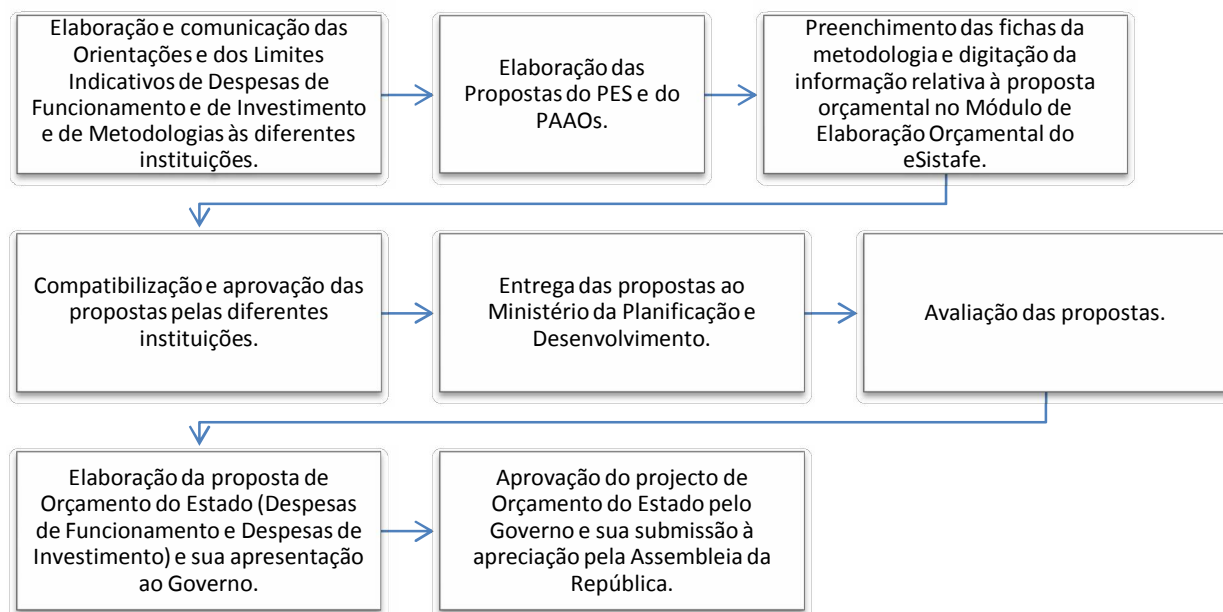 Elaboração e comunicação das
Orientações e dos Limites
Indicativos de Despesas de
Funcionamento e de Investimento
e de Metodologias às diferentes
instituições.
Elaboração das
Propostas do PES e do
PAAOs.
Preenchimento das fichas da
metodologia e digitação da
informação relativa à proposta
orçamental no Módulo de
Elaboração Orçamental do
eSistafe.
Compatibilização e aprovação das
propostas pelas diferentes
instituições.
Entrega das propostas ao
Ministério da Planificação e
Desenvolvimento.
Avaliação das propostas.
Elaboração da proposta de
Orçamento do Estado (Despesas
de Funcionamento e Despesas de
Investimento) e sua apresentação
ao Governo.
Aprovação do projecto de
Orçamento do Estado pelo
Governo e sua submissão à
apreciação pela Assembleia da
República.